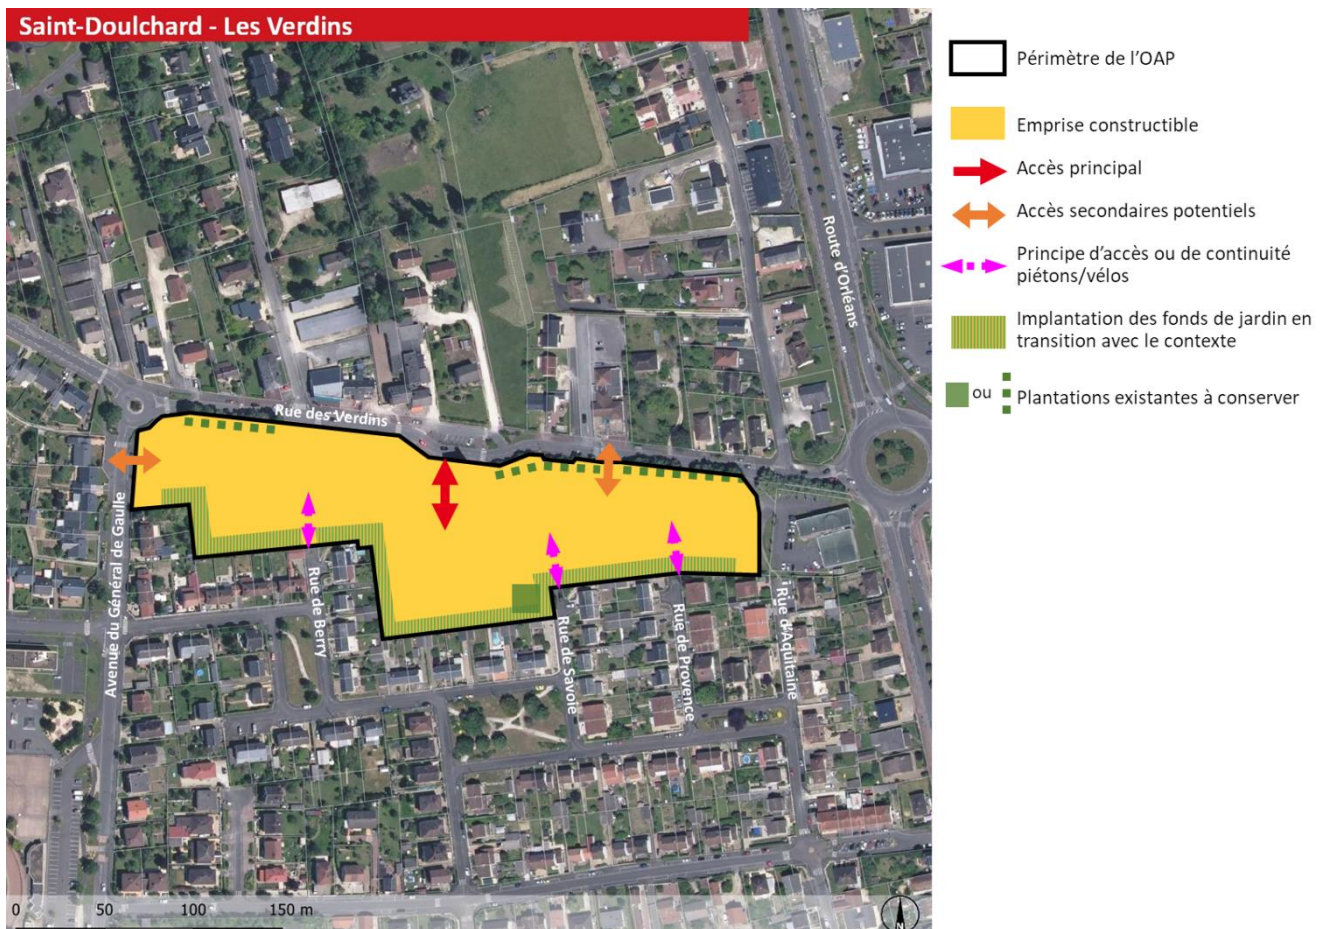 Saint-Doulchard - Les Verdins
Périmètre de l'OAP
Emprise constructible
Accès principal
Accès secondaires potentiels
Principe d'accès ou de continuité
piétons/vélos
Implantation des fonds de jardin en
transition avec le contexte
ou
Plantations existantes à conserver
Route d'Orléans
Rue des Verdins
Avenue du Général de Gaulle
Rue de Berry
Rue de Savoie
Rue de Provence
Rue d'Aquitaine
0 50 100 150 m
N